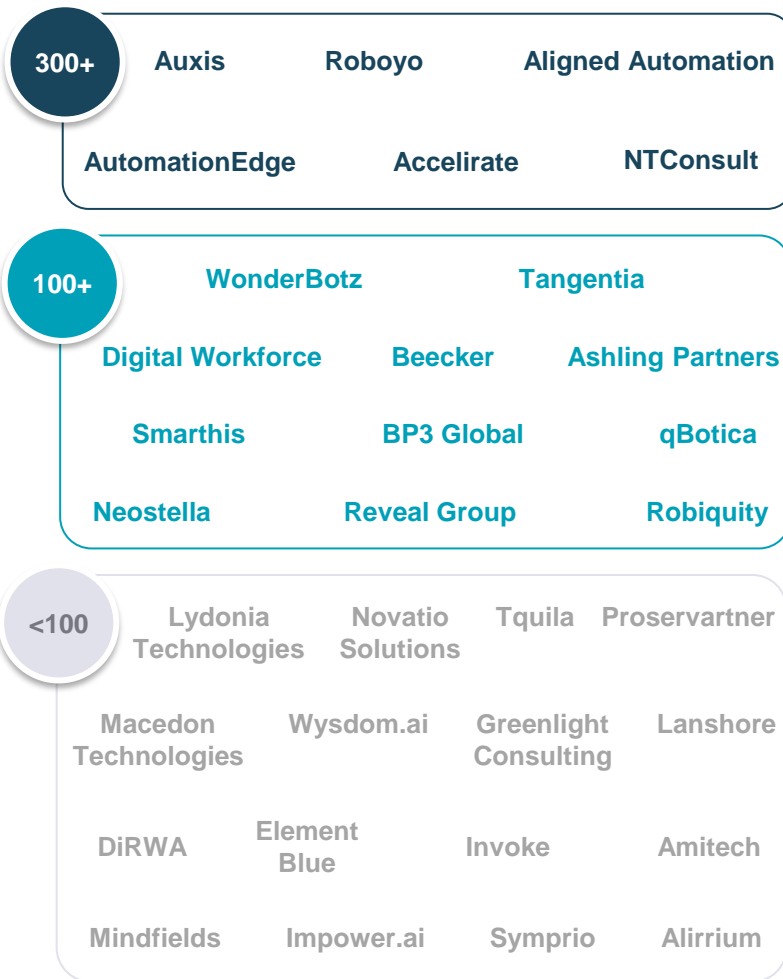 300+
Auxis Roboyo Aligned Automation
AutomationEdge Accelirate NTConsult
100+
WonderBotz Tangentia
Digital Workforce Beecker Ashling Partners
Smarthis BP3 Global qBotica
Neostella Reveal Group Robiquity
<100
Lydonia Novatio Tquila Proservartner
Technologies Solutions
Macedon Wysdom.ai Greenlight Lanshore
Technologies Consulting
DiRWA Element Invoke Amitech
Blue
Mindfields Impower.ai Symprio Alirrium